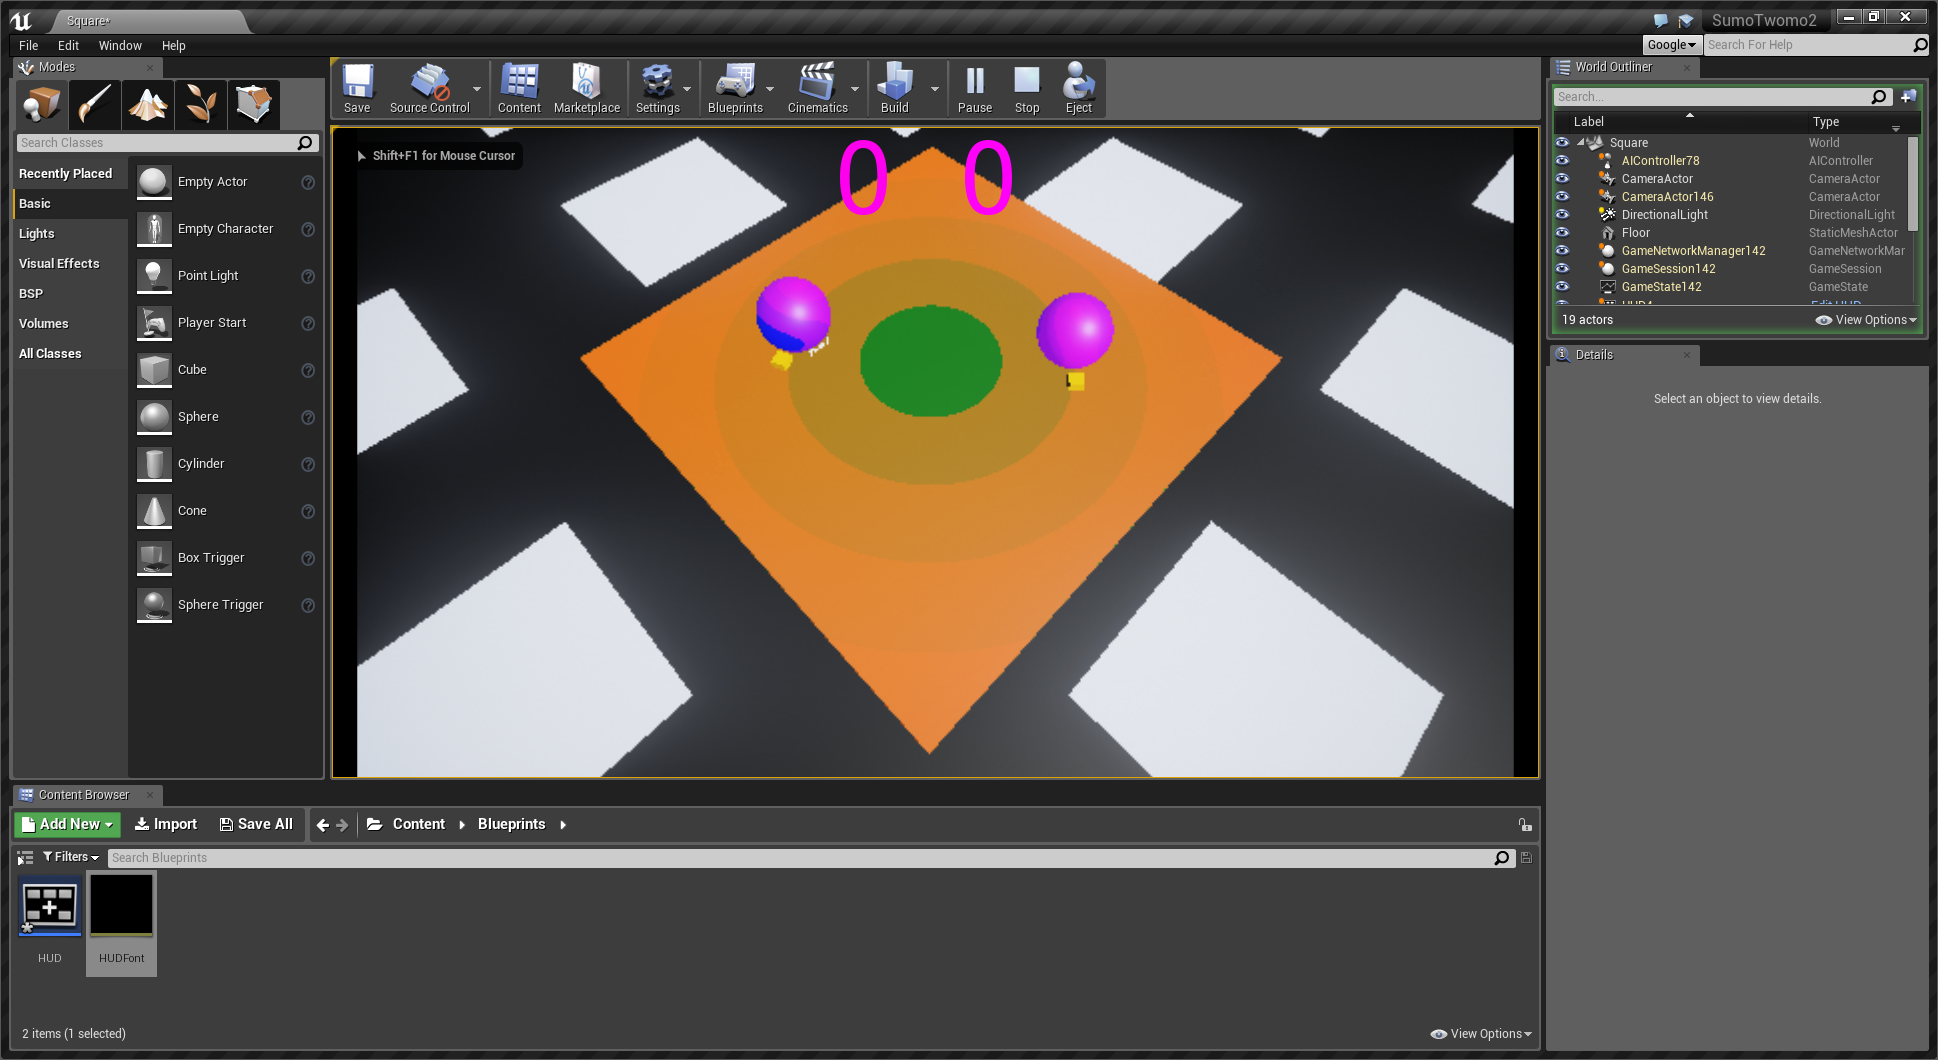 Square*
SumoTwomo2
File Edit Window Help
Google
Search For Help
Modes
Search Classes
Recently Placed
Basic
Lights
Visual Effects
BSP
Volumes
All Classes
Empty Actor
Empty Character
Point Light
Player Start
Cube
Sphere
Cylinder
Cone
Box Trigger
Sphere Trigger
Save Source Control Content Marketplace Settings Blueprints Cinematics Build Pause Stop Eject
Shift+F1 for Mouse Cursor
0 0
World Outliner
Search...
Label Type
Square World
AIController78 AIController
CameraActor CameraActor
CameraActor146 CameraActor
DirectionalLight DirectionalLight
Floor StaticMeshActor
GameNetworkManager142 GameNetworkMar
GameSession142 GameSession
GameState142 GameState
19 actors View Options
Details
Select an object to view details.
Content Browser
Add New Import Save All Content Blueprints
Filters Search Blueprints
HUD HUDFont
2 items (1 selected) View Options